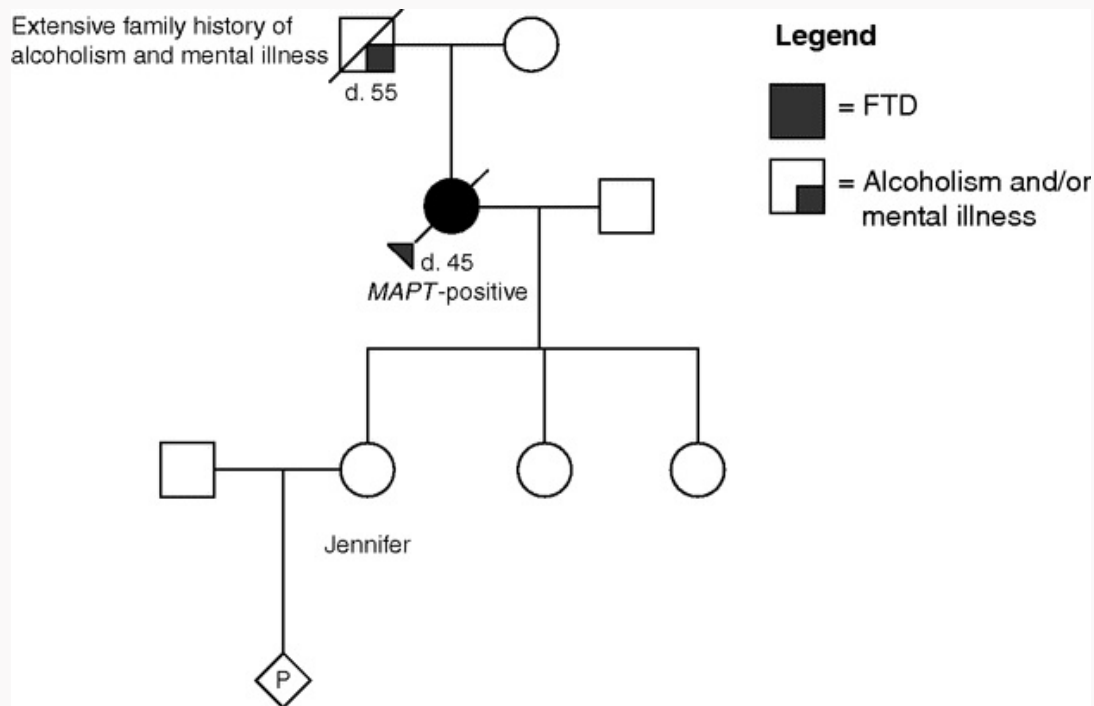 Extensive family history of
alcoholism and mental illness
d. 55
Legend
= FTD
= Alcoholism and/or
mental illness
d. 45
MAPT-positive
Jennifer
P